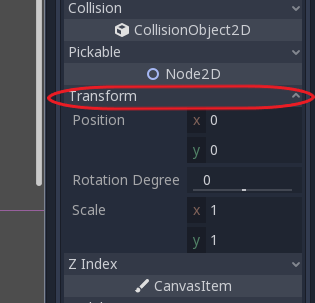 Collision
CollisionObject2D
Pickable
Node2D
Transform
Position x 0
y 0
Rotation Degree 0
Scale x 1
y 1
Z Index
CanvasItem